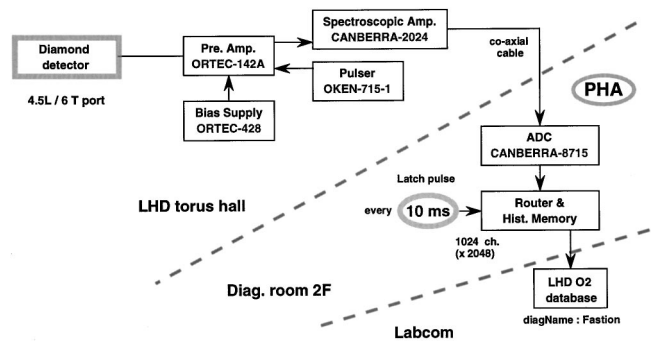 Diamond
detector
4.5L / 6 T port
Pre. Amp.
ORTEC-142A
Bias Supply
ORTEC-428
Spectroscopic Amp.
CANBERRA-2024
Pulser
OKEN-715-1
co-axial
cable
PHA
ADC
CANBERRA-8715
LHD torus hall
Latch pulse
every
10 ms
Router &
Hist. Memory
1024 ch.
(x 2048)
Diag. room 2F
LHD O2
database
diagName : Fastion
Labcom